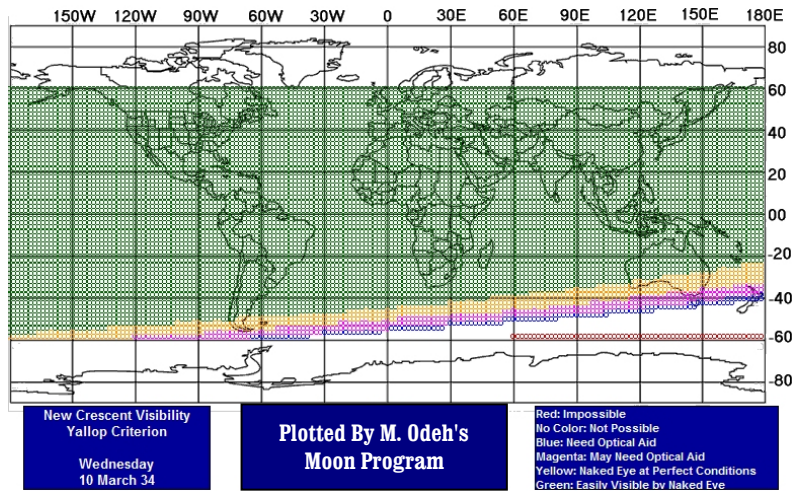 150W 120W 90W 60W 30W 0 30E 60E 90E 120E 150E 180E
80
60
40
20
00
-20
-40
-60
-80
New Crescent Visibility
Yallop Criterion
Wednesday
10 March 34
Plotted By M. Odeh's
Moon Program
Red: Impossible
No Color: Not Possible
Blue: Need Optical Aid
Magenta: May Need Optical Aid
Yellow: Naked Eye at Perfect Conditions
Green: Easily Visible by Naked Eye